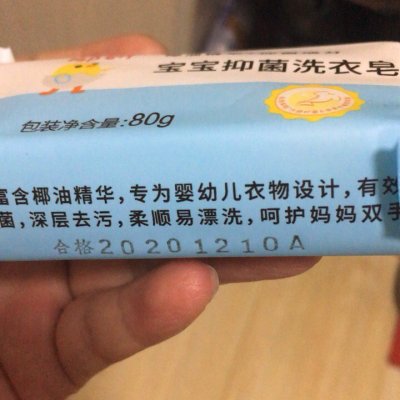 宝宝抑菌洗衣皂
包装净含量:80g
富含椰油精华,专为婴幼儿衣物设计,有效
菌,深层去污,柔顺易漂洗,呵护妈妈双手
合格20201210A